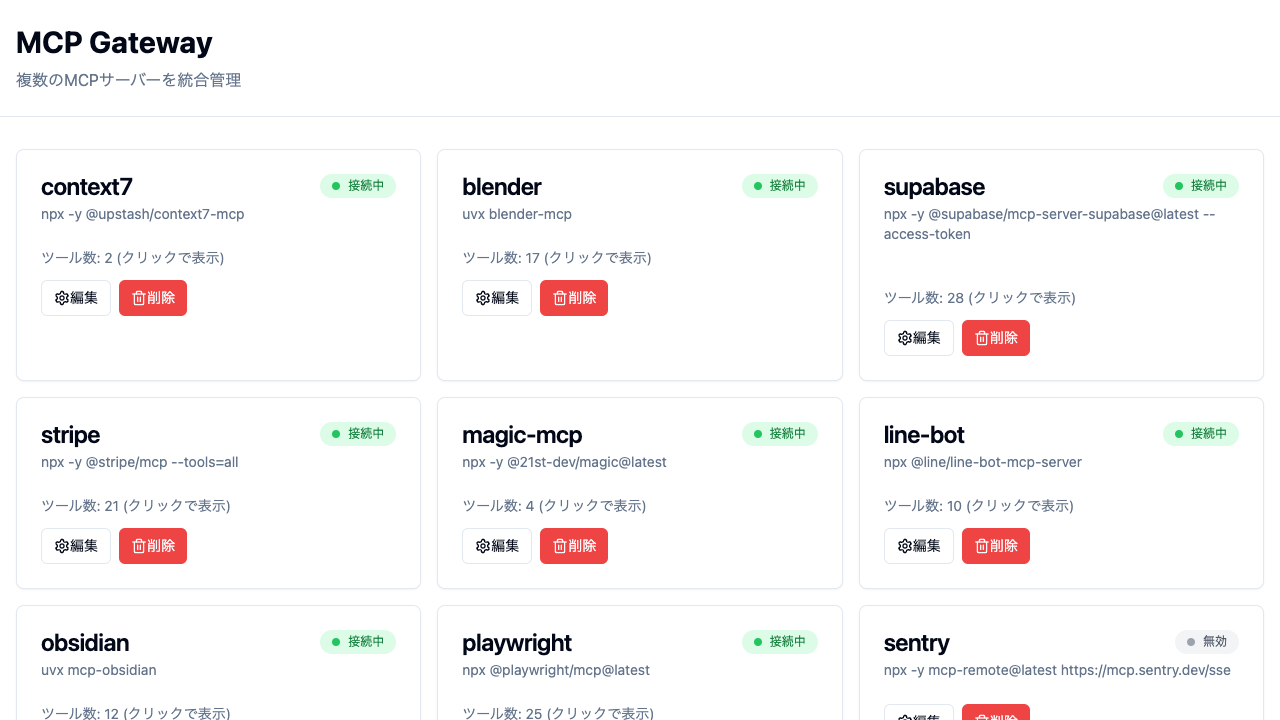 MCP Gateway
複数のMCPサーバーを統合管理
context7
接続中
npx -y @upstash/context7-mcp
ツール数: 2 (クリックで表示)
編集
削除
blender
接続中
uvx blender-mcp
ツール数: 17 (クリックで表示)
編集
削除
supabase
接続中
npx -y @supabase/mcp-server-supabase@latest --
access-token
ツール数: 28 (クリックで表示)
編集
削除
stripe
接続中
npx -y @stripe/mcp --tools=all
ツール数: 21 (クリックで表示)
編集
削除
magic-mcp
接続中
npx -y @21st-dev/magic@latest
ツール数: 4 (クリックで表示)
編集
削除
line-bot
接続中
npx @line/line-bot-mcp-server
ツール数: 10 (クリックで表示)
編集
削除
obsidian
接続中
uvx mcp-obsidian
ツール数: 12 (クリックで表示)
playwright
接続中
npx @playwright/mcp@latest
ツール数: 25 (クリックで表示)
sentry
無効
npx -y mcp-remote@latest https://mcp.sentry.dev/sse
編集
削除